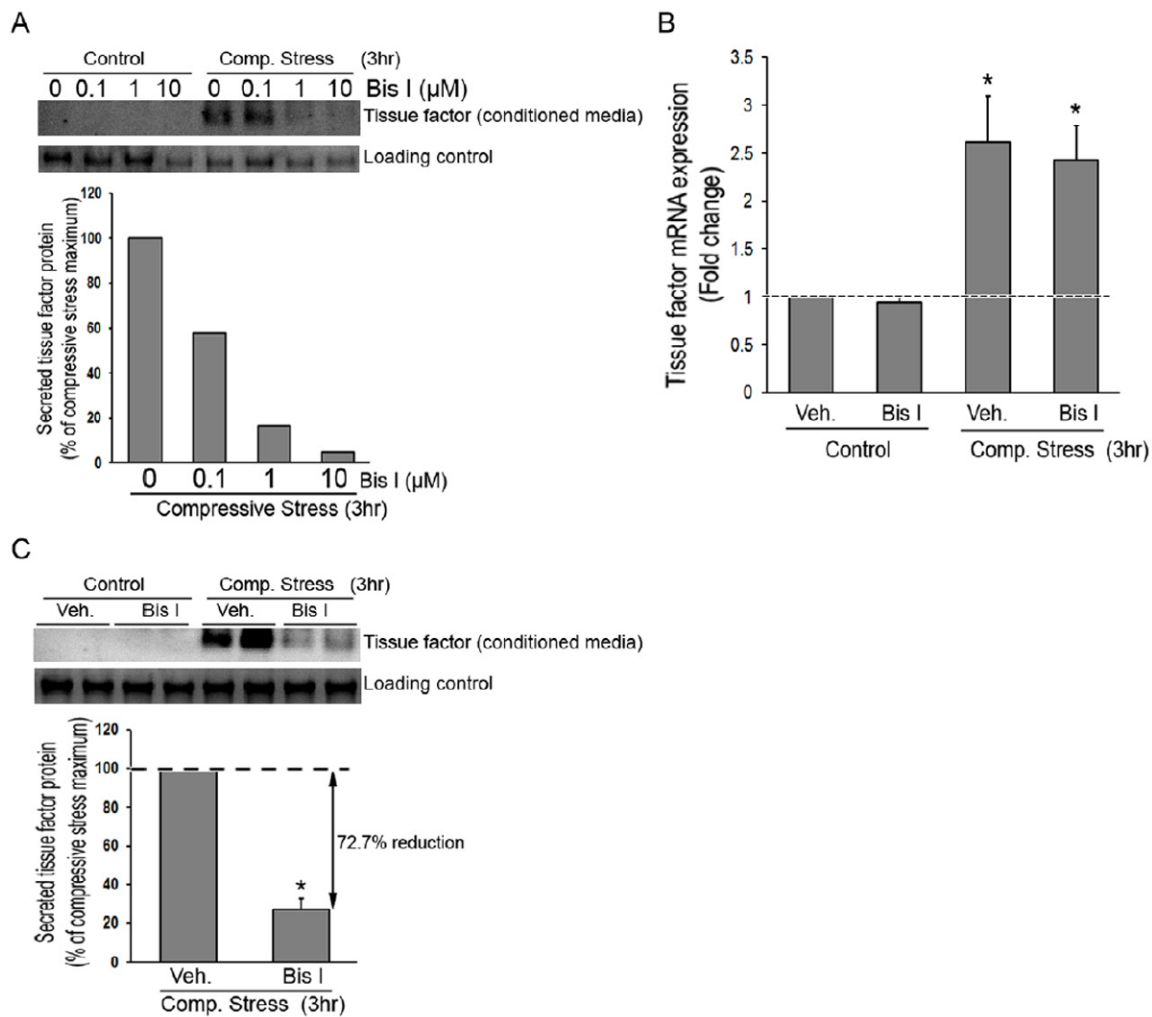 A
Control Comp. Stress (3hr)
0 0.1 1 10 0 0.1 1 10 Bis I (µM)
Tissue factor (conditioned media)
Loading control
Secreted tissue factor protein
(% of compressive stress maximum)
120
100
80
60
40
20
0
0 0.1 1 10 Bis I (µM)
Compressive Stress (3hr)
B
Tissue factor mRNA expression
(Fold change)
3.5
3
2.5
2
1.5
1
0.5
0
* *
Veh. Bis I Veh. Bis I
Control Comp. Stress (3hr)
C
Control Comp. Stress (3hr)
Veh. Bis I Veh. Bis I
Tissue factor (conditioned media)
Loading control
Secreted tissue factor protein
(% of compressive stress maximum)
120
100
80
60
40
20
0
72.7% reduction
*
Veh. Bis I
Comp. Stress (3hr)